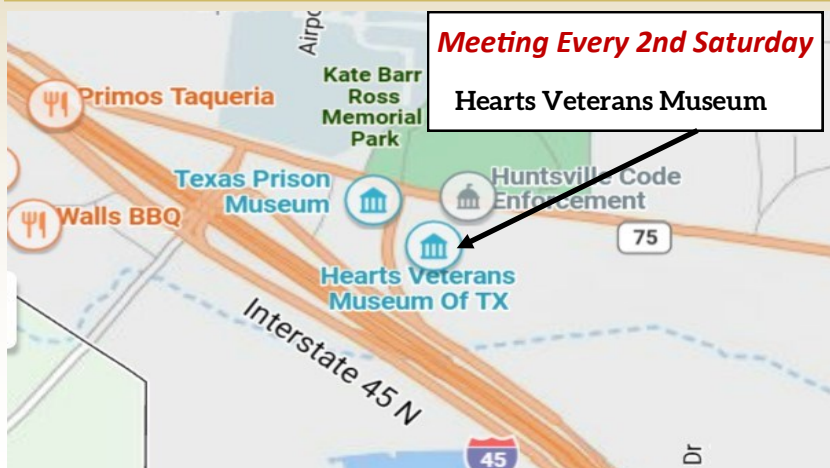 Meeting Every 2nd Saturday
Hearts Veterans Museum
Airpo
Kate Barr
Ross
Memorial
Park
Primos Taqueria
Texas Prison
Museum
Huntsville Code
Enforcement
Walls BBQ
75
Hearts Veterans
Museum Of TX
Interstate 45 N
45
Dr